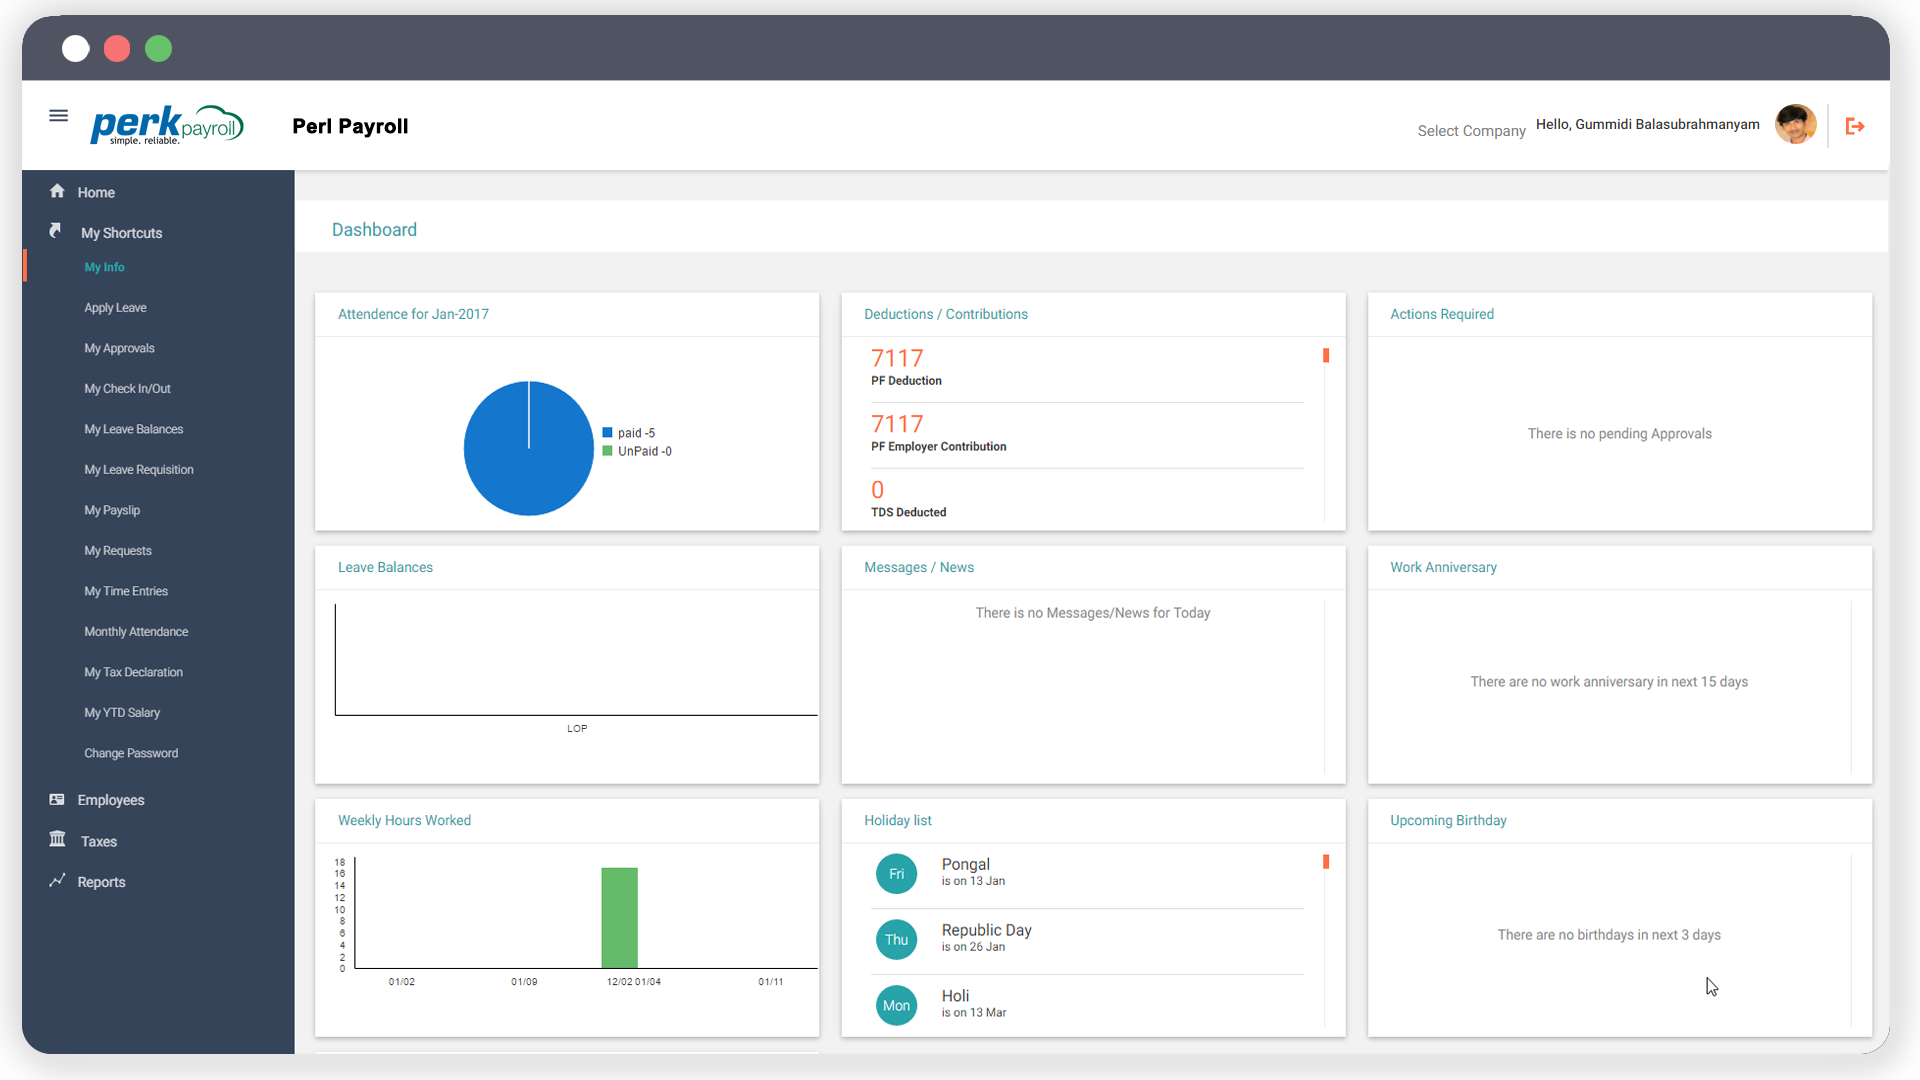 perk payroll
simple. reliable.
Perl Payroll
Select Company
Hello, Gummidi Balasubrahmanyam
Home
My Shortcuts
My Info
Apply Leave
My Approvals
My Check In/Out
My Leave Balances
My Leave Requisition
My Payslip
My Requests
My Time Entries
Monthly Attendance
My Tax Declaration
My YTD Salary
Change Password
Employees
Taxes
Reports
Dashboard
Attendence for Jan-2017
paid -5
UnPaid -0
Deductions / Contributions
7117
PF Deduction
7117
PF Employer Contribution
0
TDS Deducted
Actions Required
There is no pending Approvals
Leave Balances
LOP
Messages / News
There is no Messages/News for Today
Work Anniversary
There are no work anniversary in next 15 days
Weekly Hours Worked
18
16
14
12
10
8
6
4
2
0
01/02 01/09 12/02 01/04 01/11
Holiday list
Fri
Pongal
is on 13 Jan
Thu
Republic Day
is on 26 Jan
Mon
Holi
is on 13 Mar
Upcoming Birthday
There are no birthdays in next 3 days